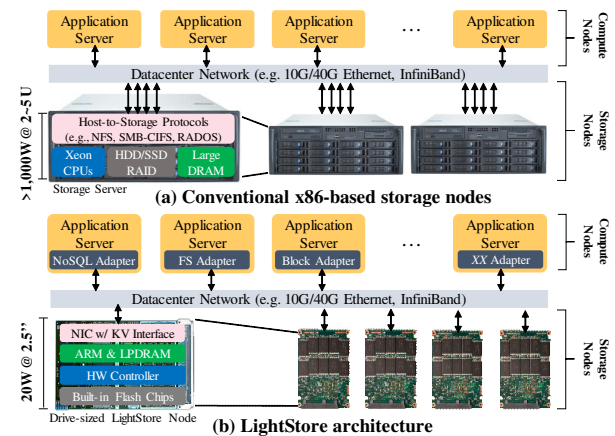 Application Server
Application Server
Application Server
...
Application Server
Compute Nodes
Datacenter Network (e.g. 10G/40G Ethernet, InfiniBand)
>1,000W @ 2~5 U
Host-to-Storage Protocols
(e.g., NFS, SMB-CIFS, RADOS)
Xeon CPUs
HDD/SSD RAID
Large DRAM
Storage Server
Storage Nodes
(a) Conventional x86-based storage nodes
Application Server
NoSQL Adapter
Application Server
FS Adapter
Application Server
Block Adapter
...
Application Server
XX Adapter
Compute Nodes
Datacenter Network (e.g. 10G/40G Ethernet, InfiniBand)
20W @ 2.5”
NIC w/ KV Interface
ARM & LPDRAM
HW Controller
Built-in Flash Chips
Drive-sized LightStore Node
Storage Nodes
(b) LightStore architecture